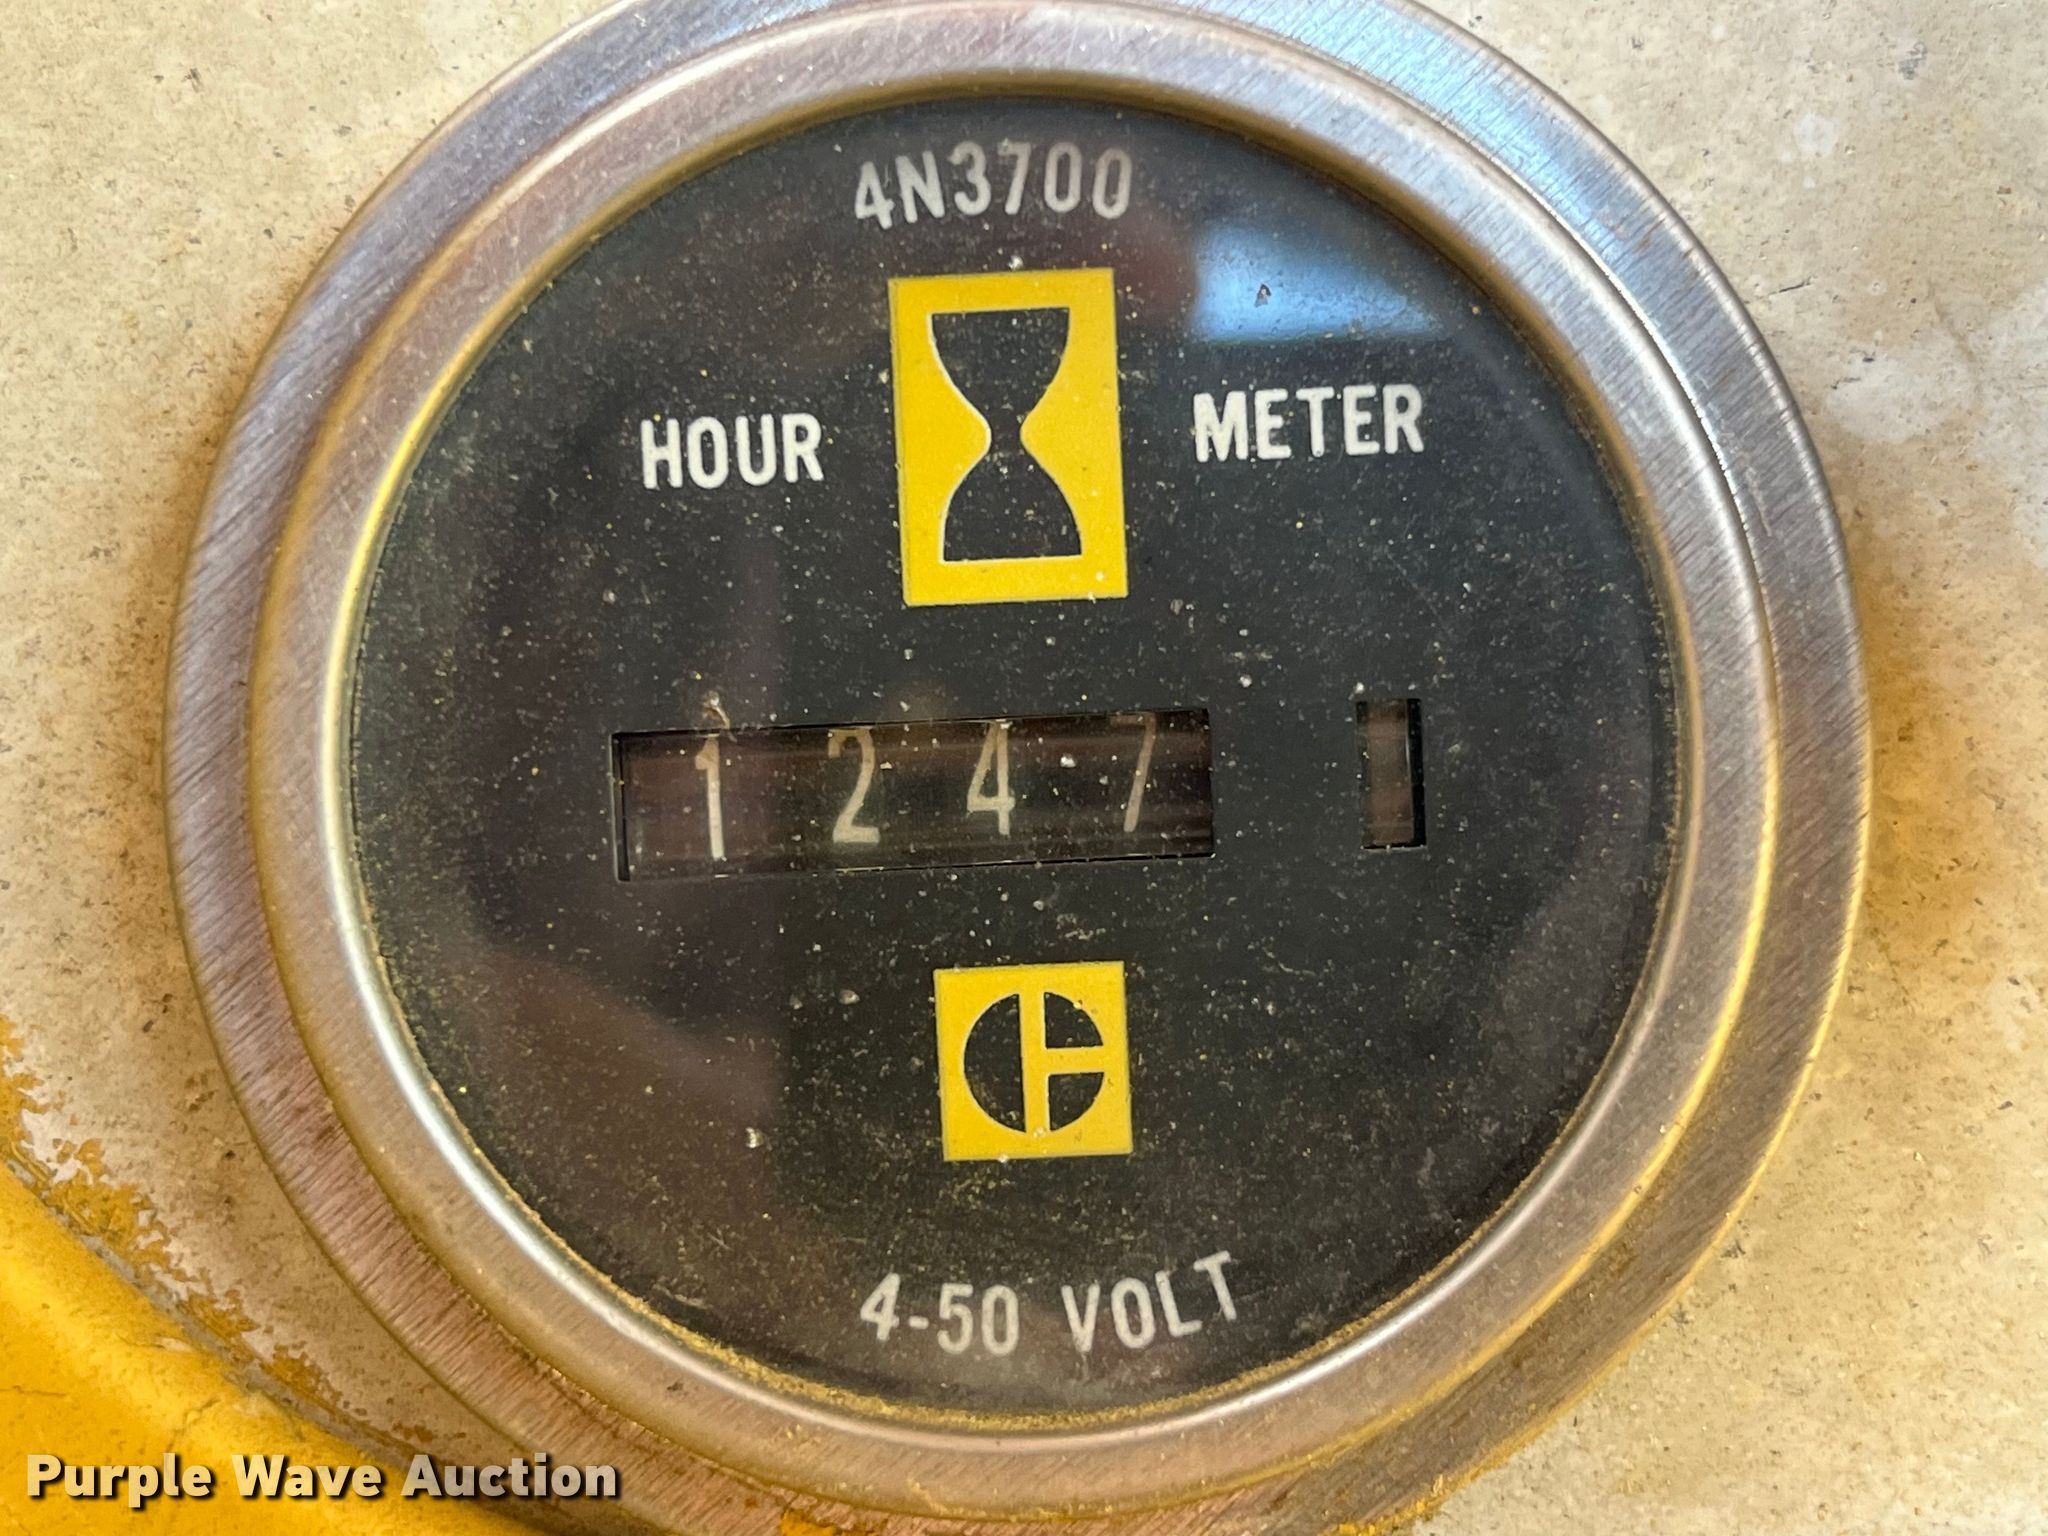 4N3700
HOUR METER
1247
4-50 VOLT
Purple Wave Auction